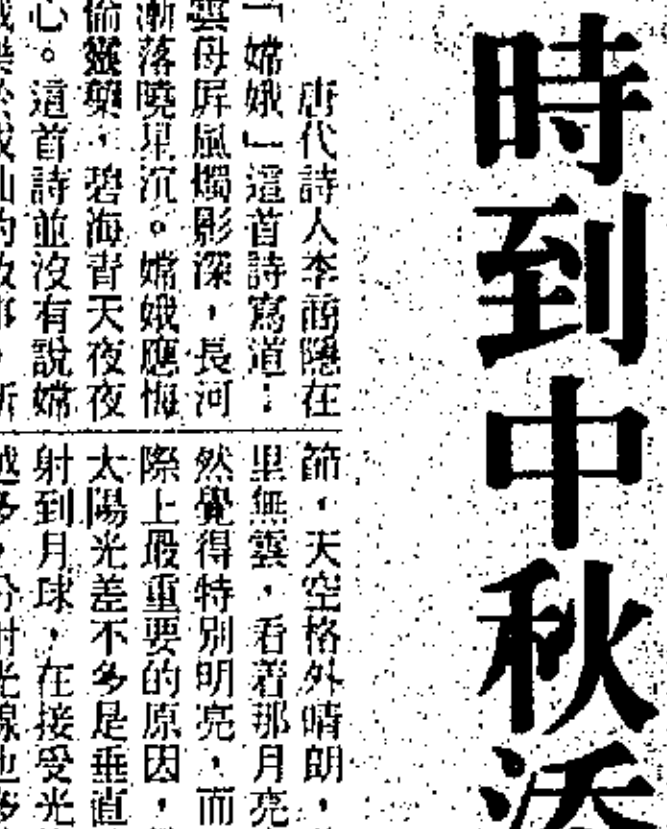 時到中秋
唐代詩人李商隱在
「嫦娥」這首詩寫道：
雲母屏風燭影深，長河
漸落曉星沉。嫦娥應悔
偷靈藥，碧海青天夜夜
心。這首詩並沒有說嫦
節，天空格外晴朗，
里無雲，看着那月亮
然覺得特別明亮，而
際上最重要的原因，
太陽光差不多是垂直
射到月球，在接受光